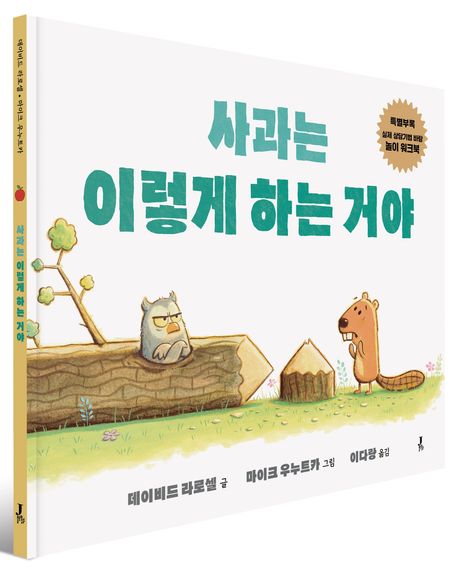 데이비드 라로셀 • 마이크 우누트카
사과는 이렇게 하는 거야
사과는
이렇게 하는 거야
특별부록
실제 상담기법 바탕
놀이 워크북
데이비드 라로셀 글
마이크 우누트카 그림
이다랑 옮김